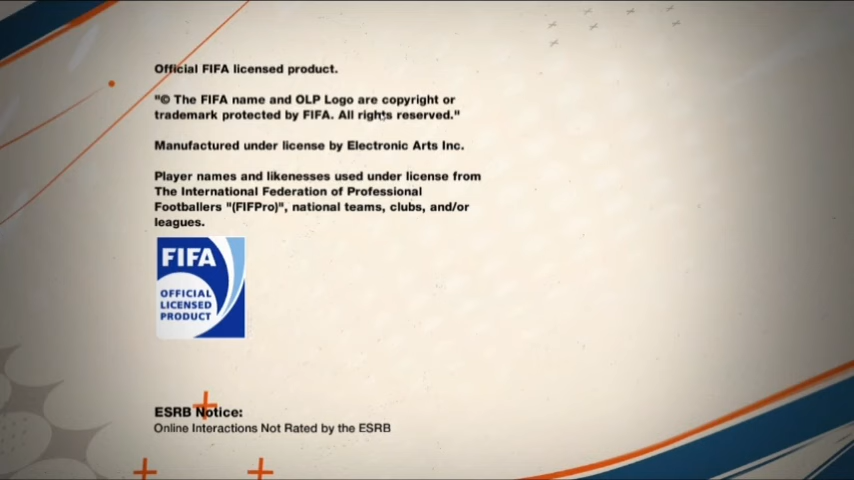 Official FIFA licensed product.
"© The FIFA name and OLP Logo are copyright or
trademark protected by FIFA. All rights reserved."
Manufactured under license by Electronic Arts Inc.
Player names and likenesses used under license from
The International Federation of Professional
Footballers "(FIFPro)", national teams, clubs, and/or
leagues.
FIFA
OFFICIAL
LICENSED
PRODUCT
ESRB Notice:
Online Interactions Not Rated by the ESRB